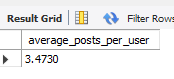 Result Grid Filter Rows
average_posts_per_user
3.4730